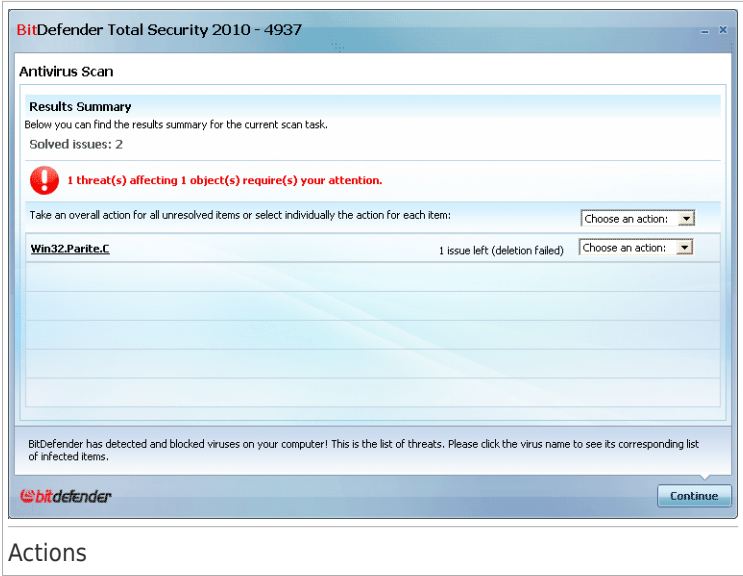 BitDefender Total Security 2010 - 4937
Antivirus Scan
Results Summary
Below you can find the results summary for the current scan task.
Solved issues: 2
1 threat(s) affecting 1 object(s) require(s) your attention.
Take an overall action for all unresolved items or select individually the action for each item:
Choose an action:
Win32.Parite.C
1 issue left (deletion failed)
Choose an action:
BitDefender has detected and blocked viruses on your computer! This is the list of threats. Please click the virus name to see its corresponding list
of infected items.
bitdefender
Continue
Actions